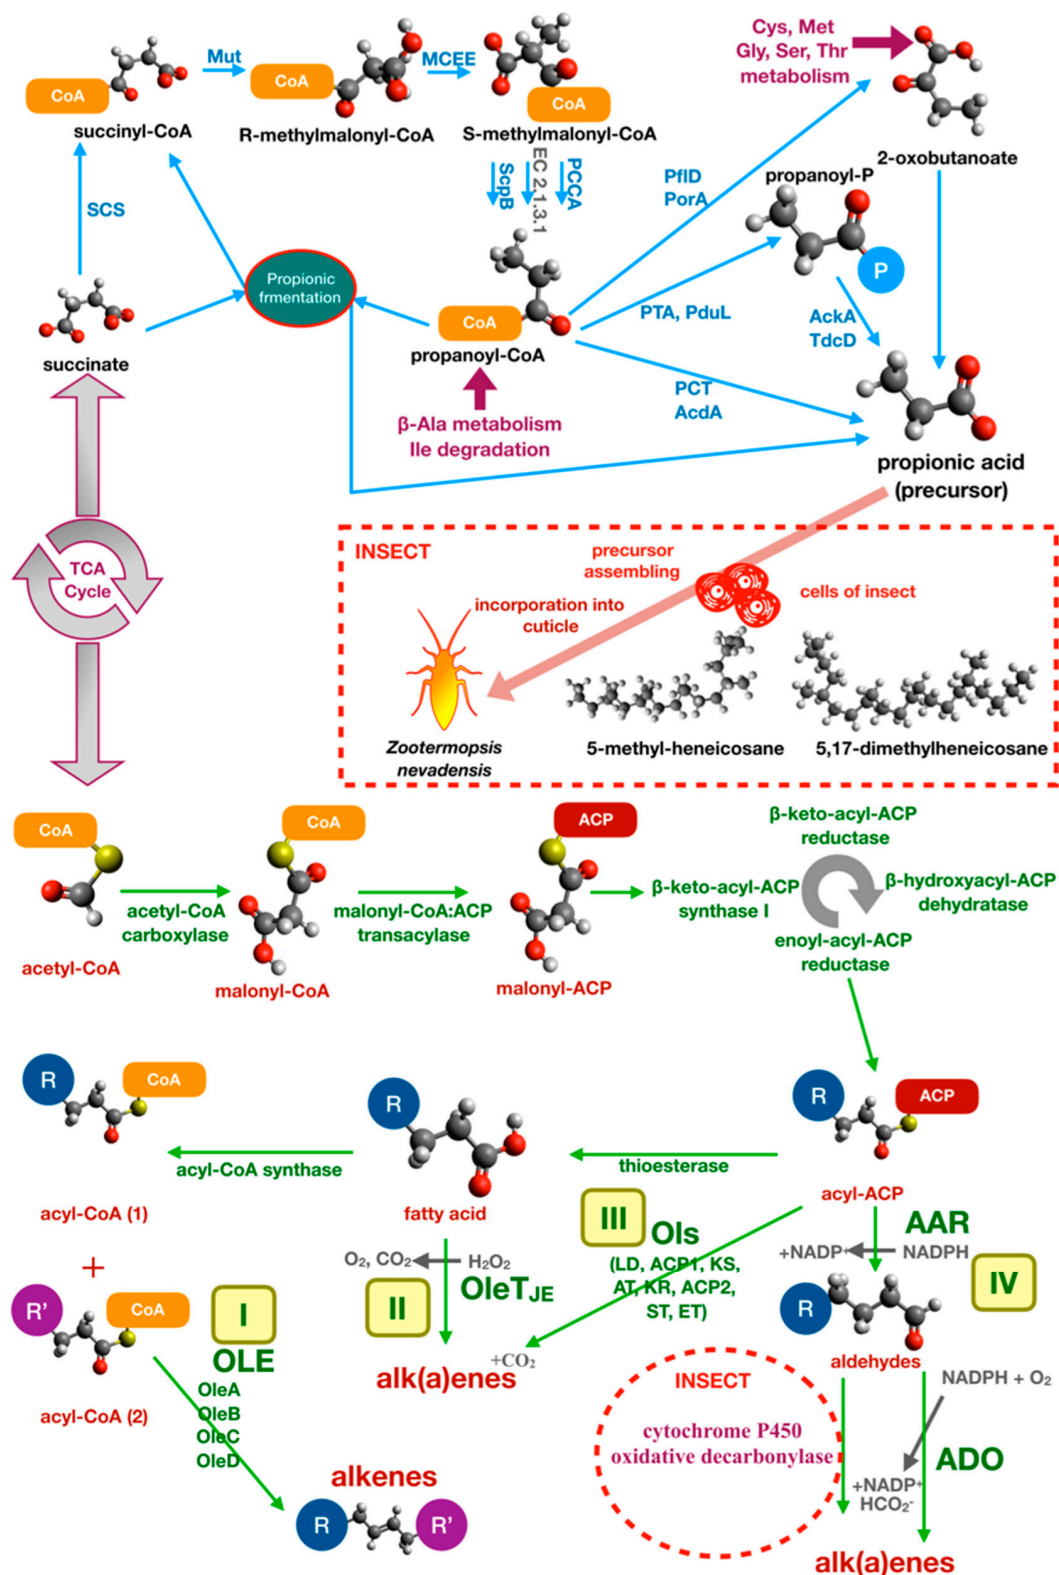 Cys, Met
Gly, Ser, Thr
metabolism
Mut
MCEE
CoA
CoA
CoA
succinyl-CoA
R-methylmalonyl-CoA
S-methylmalonyl-CoA
2-oxobutanoate
ScpB
EC 2.1.3.1
PCCA
PflD
PorA
propanoyl-P
P
SCS
Propionic
frmentation
CoA
PTA, PduL
AckA
TdcD
succinate
propanoyl-CoA
PCT
AcdA
β-Ala metabolism
Ile degradation
propionic acid
(precursor)
TCA
Cycle
INSECT
precursor
assembling
cells of insect
incorporation into
cuticle
Zootermopsis
nevadensis
5-methyl-heneicosane
5,17-dimethylheneicosane
CoA
CoA
ACP
β-keto-acyl-ACP
reductase
acetyl-CoA
carboxylase
malonyl-CoA:ACP
transacylase
β-keto-acyl-ACP
synthase I
β-hydroxyacyl-ACP
dehydratase
enoyl-acyl-ACP
reductase
acetyl-CoA
malonyl-CoA
malonyl-ACP
R
CoA
R
R
ACP
acyl-CoA synthase
thioesterase
acyl-CoA (1)
fatty acid
acyl-ACP
+
III
Ols
(LD, ACP1, KS,
AT, KR, ACP2,
ST, ET)
AAR
+NADP+
NADPH
IV
O2, CO2
H2O2
OleTJE
II
R'
CoA
I
OLE
OleA
OleB
OleC
OleD
acyl-CoA (2)
+CO2
alk(a)enes
R
aldehydes
INSECT
cytochrome P450
oxidative decarbonylase
NADPH + O2
ADO
+NADP+
HCO2-
alkenes
R
R'
alk(a)enes